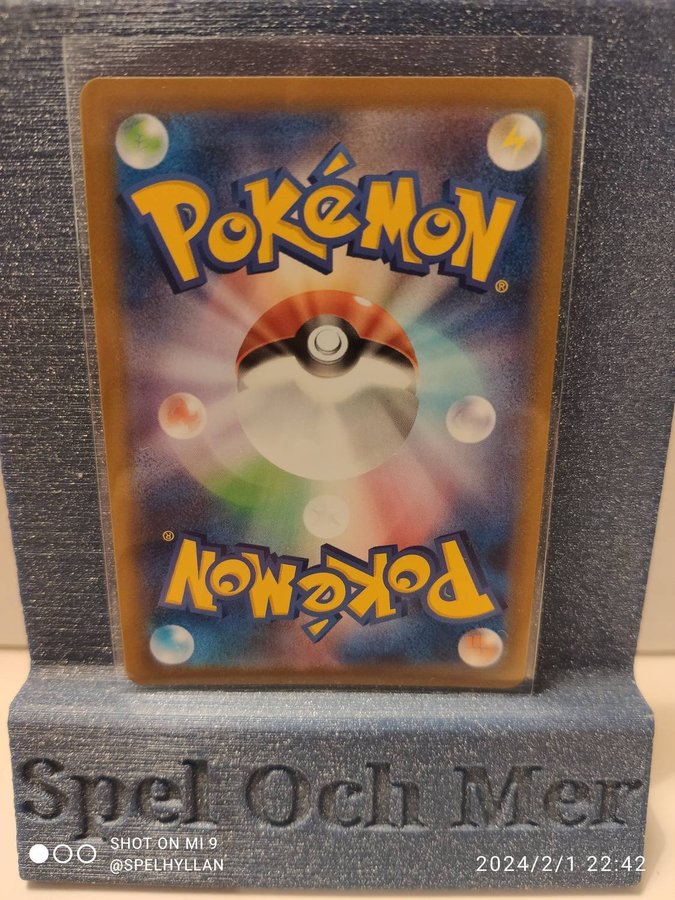 POKéMON
®
®
POKéMON
Spel Och Mer
SHOT ON MI 9
@SPELHYLLAN
2024/2/1 22:42